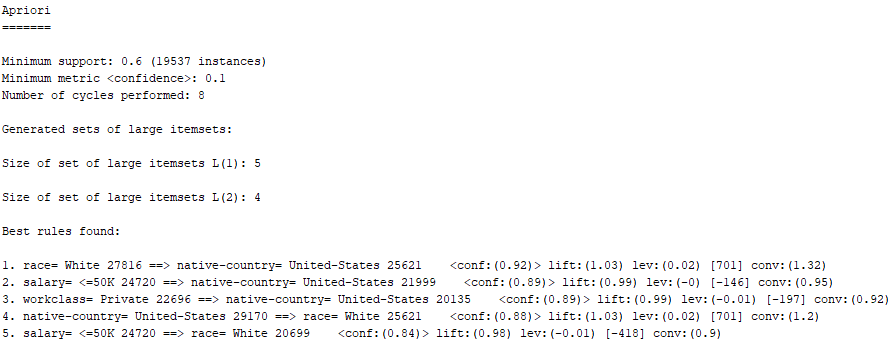 Apriori
=======
Minimum support: 0.6 (19537 instances)
Minimum metric <confidence>: 0.1
Number of cycles performed: 8
Generated sets of large itemsets:
Size of set of large itemsets L(1): 5
Size of set of large itemsets L(2): 4
Best rules found:
1. race= White 27816 ==> native-country= United-States 25621    <conf:(0.92)> lift:(1.03) lev:(0.02) [701] conv:(1.32)
2. salary= <=50K 24720 ==> native-country= United-States 21999    <conf:(0.89)> lift:(0.99) lev:(-0) [-146] conv:(0.95)
3. workclass= Private 22696 ==> native-country= United-States 20135    <conf:(0.89)> lift:(0.99) lev:(-0.01) [-197] conv:(0.92)
4. native-country= United-States 29170 ==> race= White 25621    <conf:(0.88)> lift:(1.03) lev:(0.02) [701] conv:(1.2)
5. salary= <=50K 24720 ==> race= White 20699    <conf:(0.84)> lift:(0.98) lev:(-0.01) [-418] conv:(0.9)